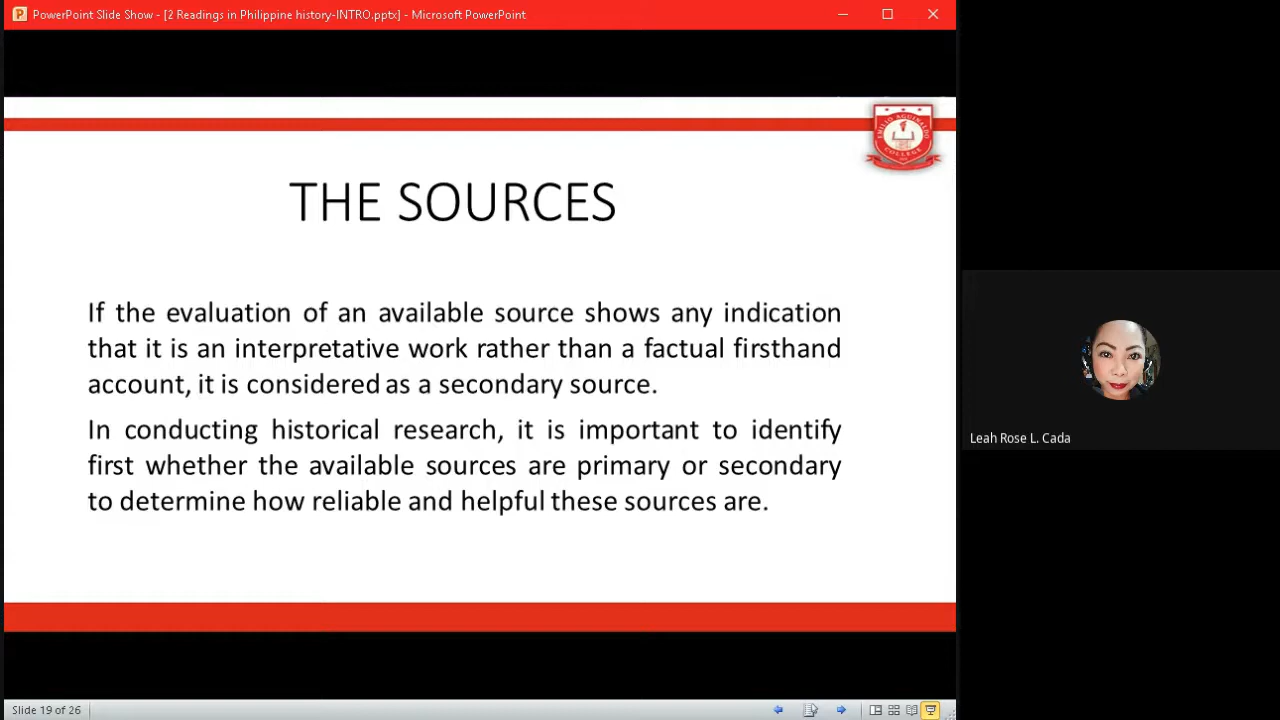 PowerPoint Slide Show - [2 Readings in Philippine history-INTRO.pptx] - Microsoft PowerPoint
EMILIO AGUINALDO
COLLEGE
THE SOURCES
If the evaluation of an available source shows any indication
that it is an interpretative work rather than a factual firsthand
account, it is considered as a secondary source.
In conducting historical research, it is important to identify
first whether the available sources are primary or secondary
to determine how reliable and helpful these sources are.
Leah Rose L. Cada
Slide 19 of 26